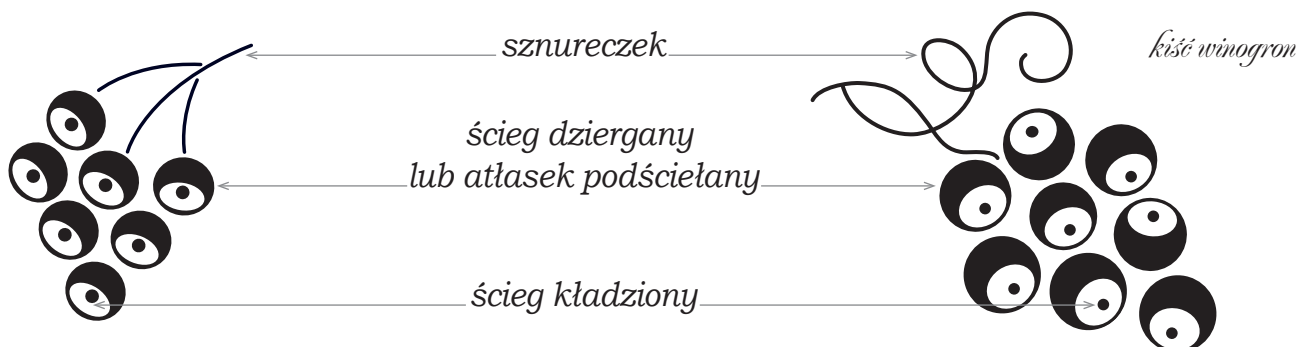 sznureczek
kiść winogron
ścieg dziergany
lub atłasek podściełany
ścieg kładziony